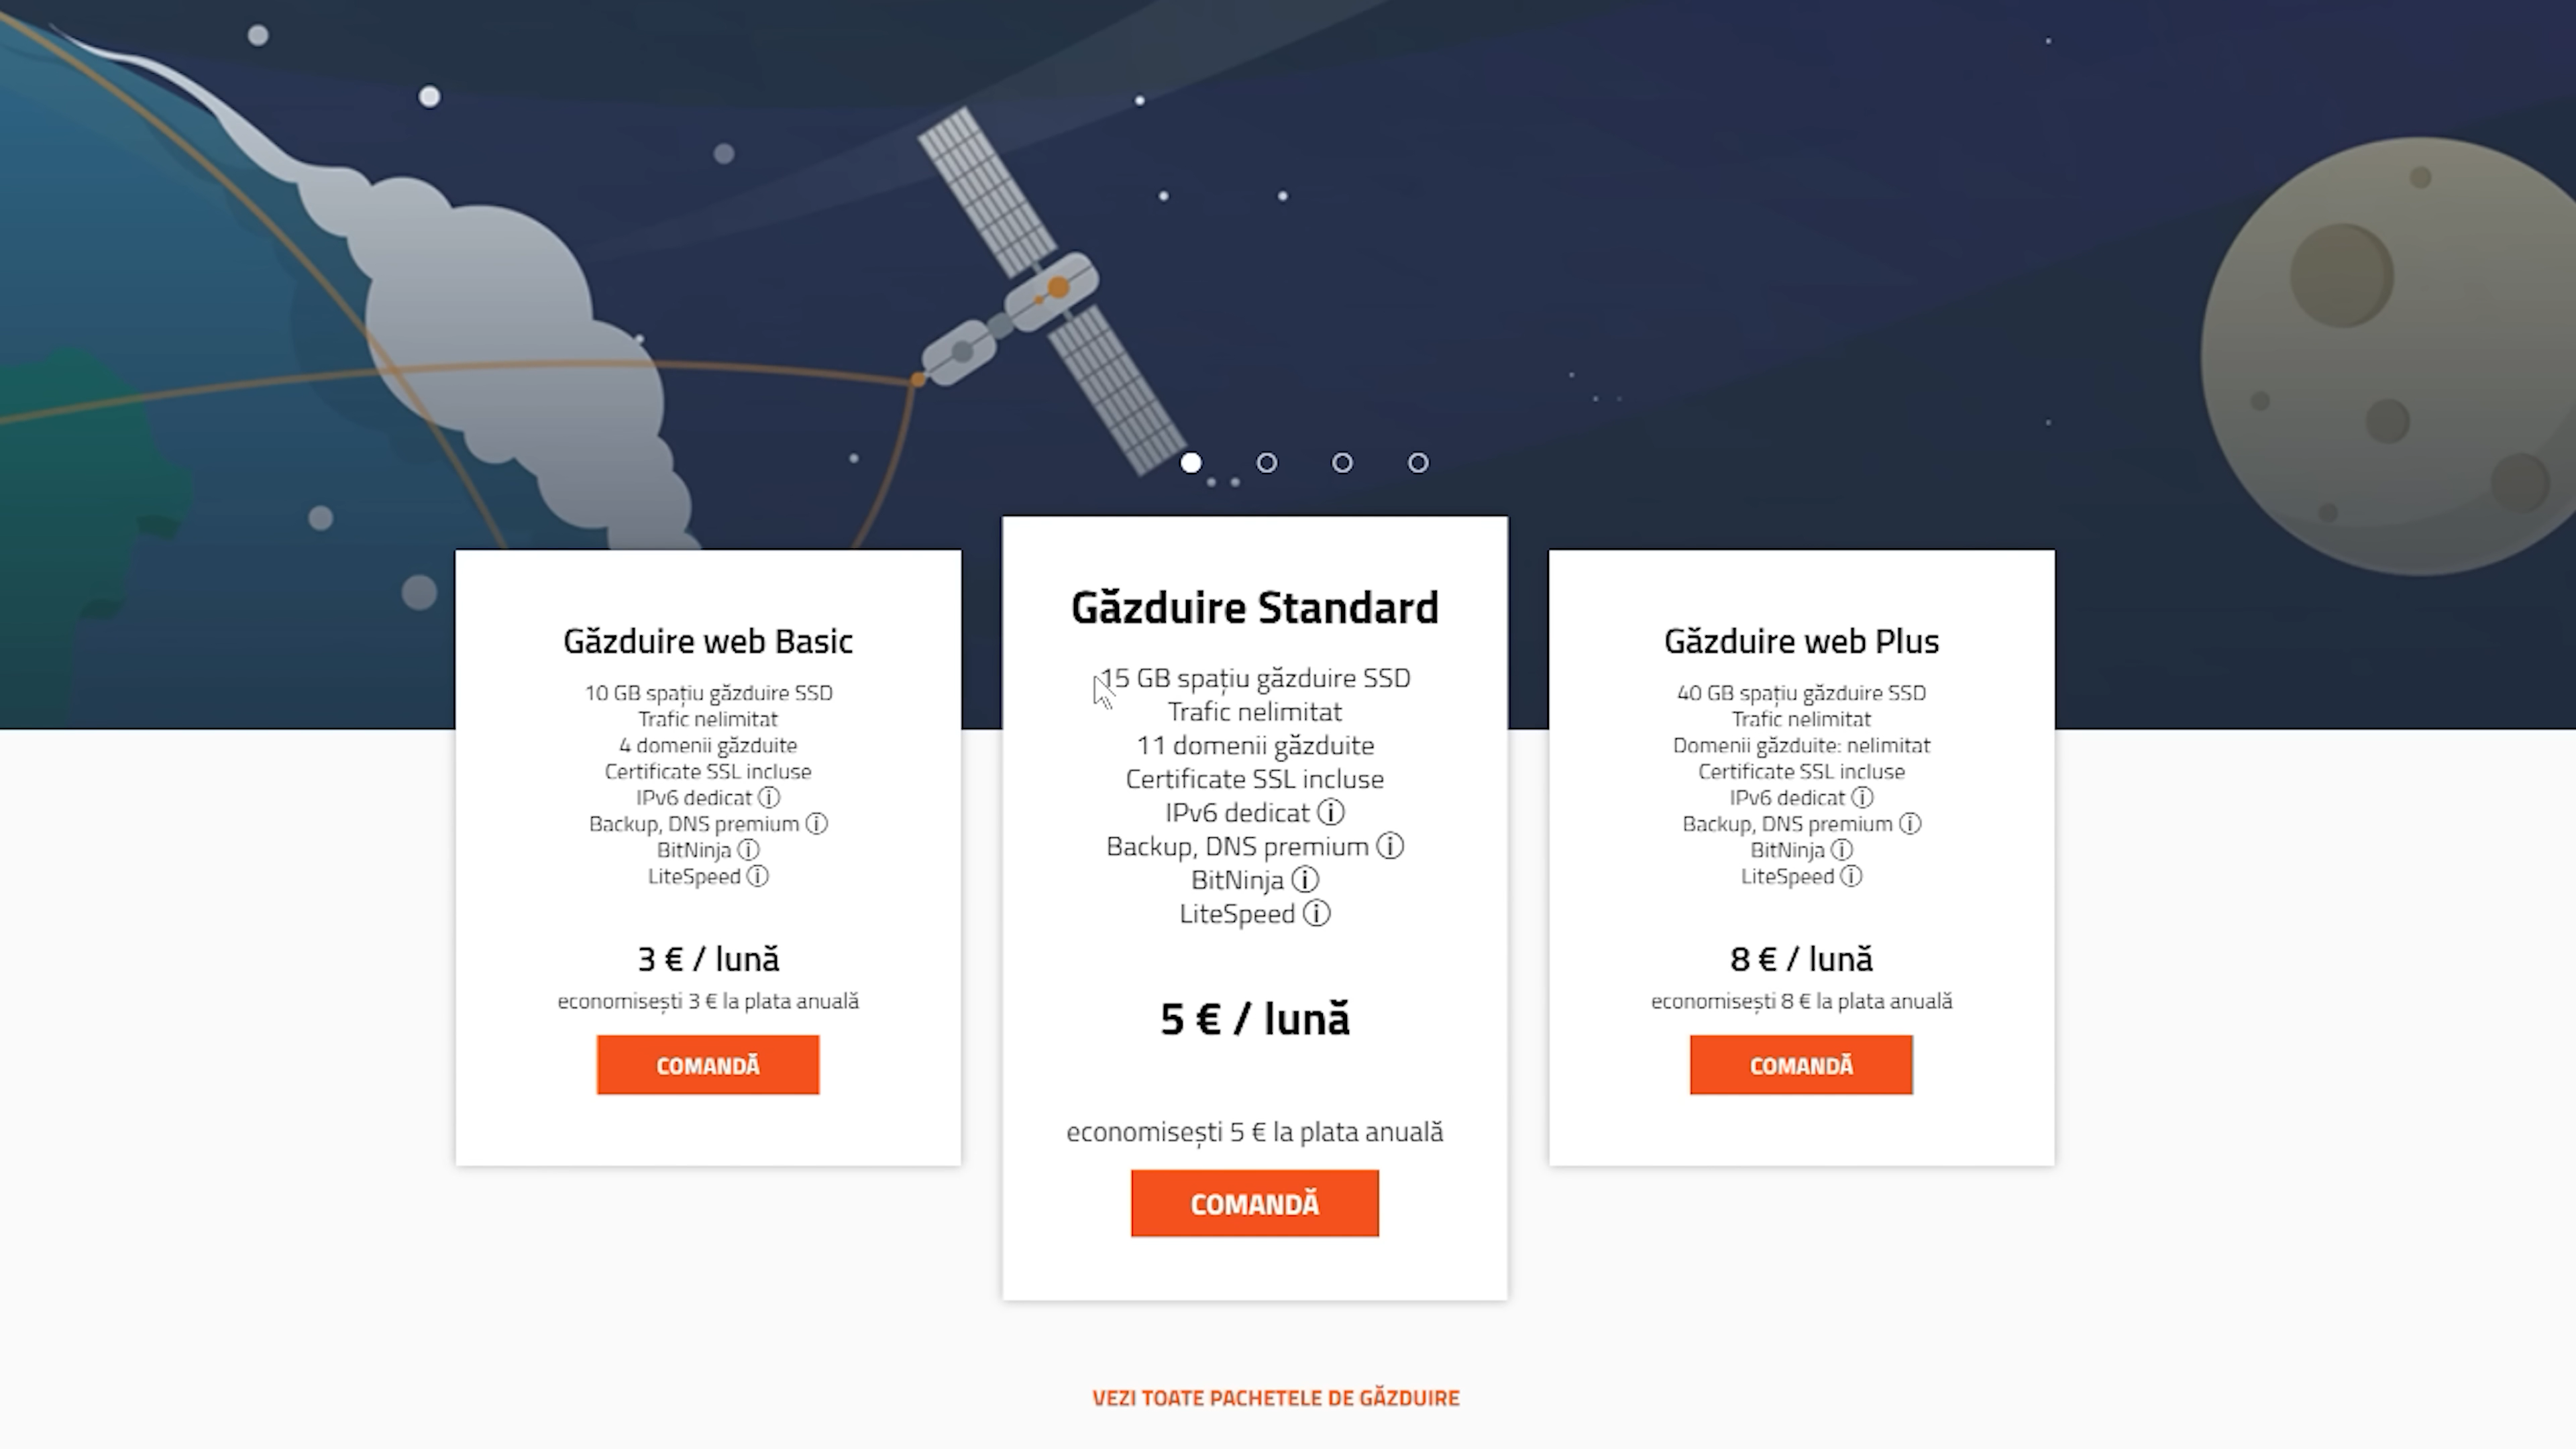 Găzduire web Basic
10 GB spațiu găzduire SSD
Trafic nelimitat
4 domenii găzduite
Certificate SSL incluse
IPv6 dedicat ⓘ
Backup, DNS premium ⓘ
BitNinja ⓘ
LiteSpeed ⓘ
3 € / lună
economisești 3 € la plata anuală
COMANDĂ
Găzduire Standard
15 GB spațiu găzduire SSD
Trafic nelimitat
11 domenii găzduite
Certificate SSL incluse
IPv6 dedicat ⓘ
Backup, DNS premium ⓘ
BitNinja ⓘ
LiteSpeed ⓘ
5 € / lună
economisești 5 € la plata anuală
COMANDĂ
Găzduire web Plus
40 GB spațiu găzduire SSD
Trafic nelimitat
Domenii găzduite: nelimitat
Certificate SSL incluse
IPv6 dedicat ⓘ
Backup, DNS premium ⓘ
BitNinja ⓘ
LiteSpeed ⓘ
8 € / lună
economisești 8 € la plata anuală
COMANDĂ
VEZI TOATE PACHETELE DE GĂZDUIRE